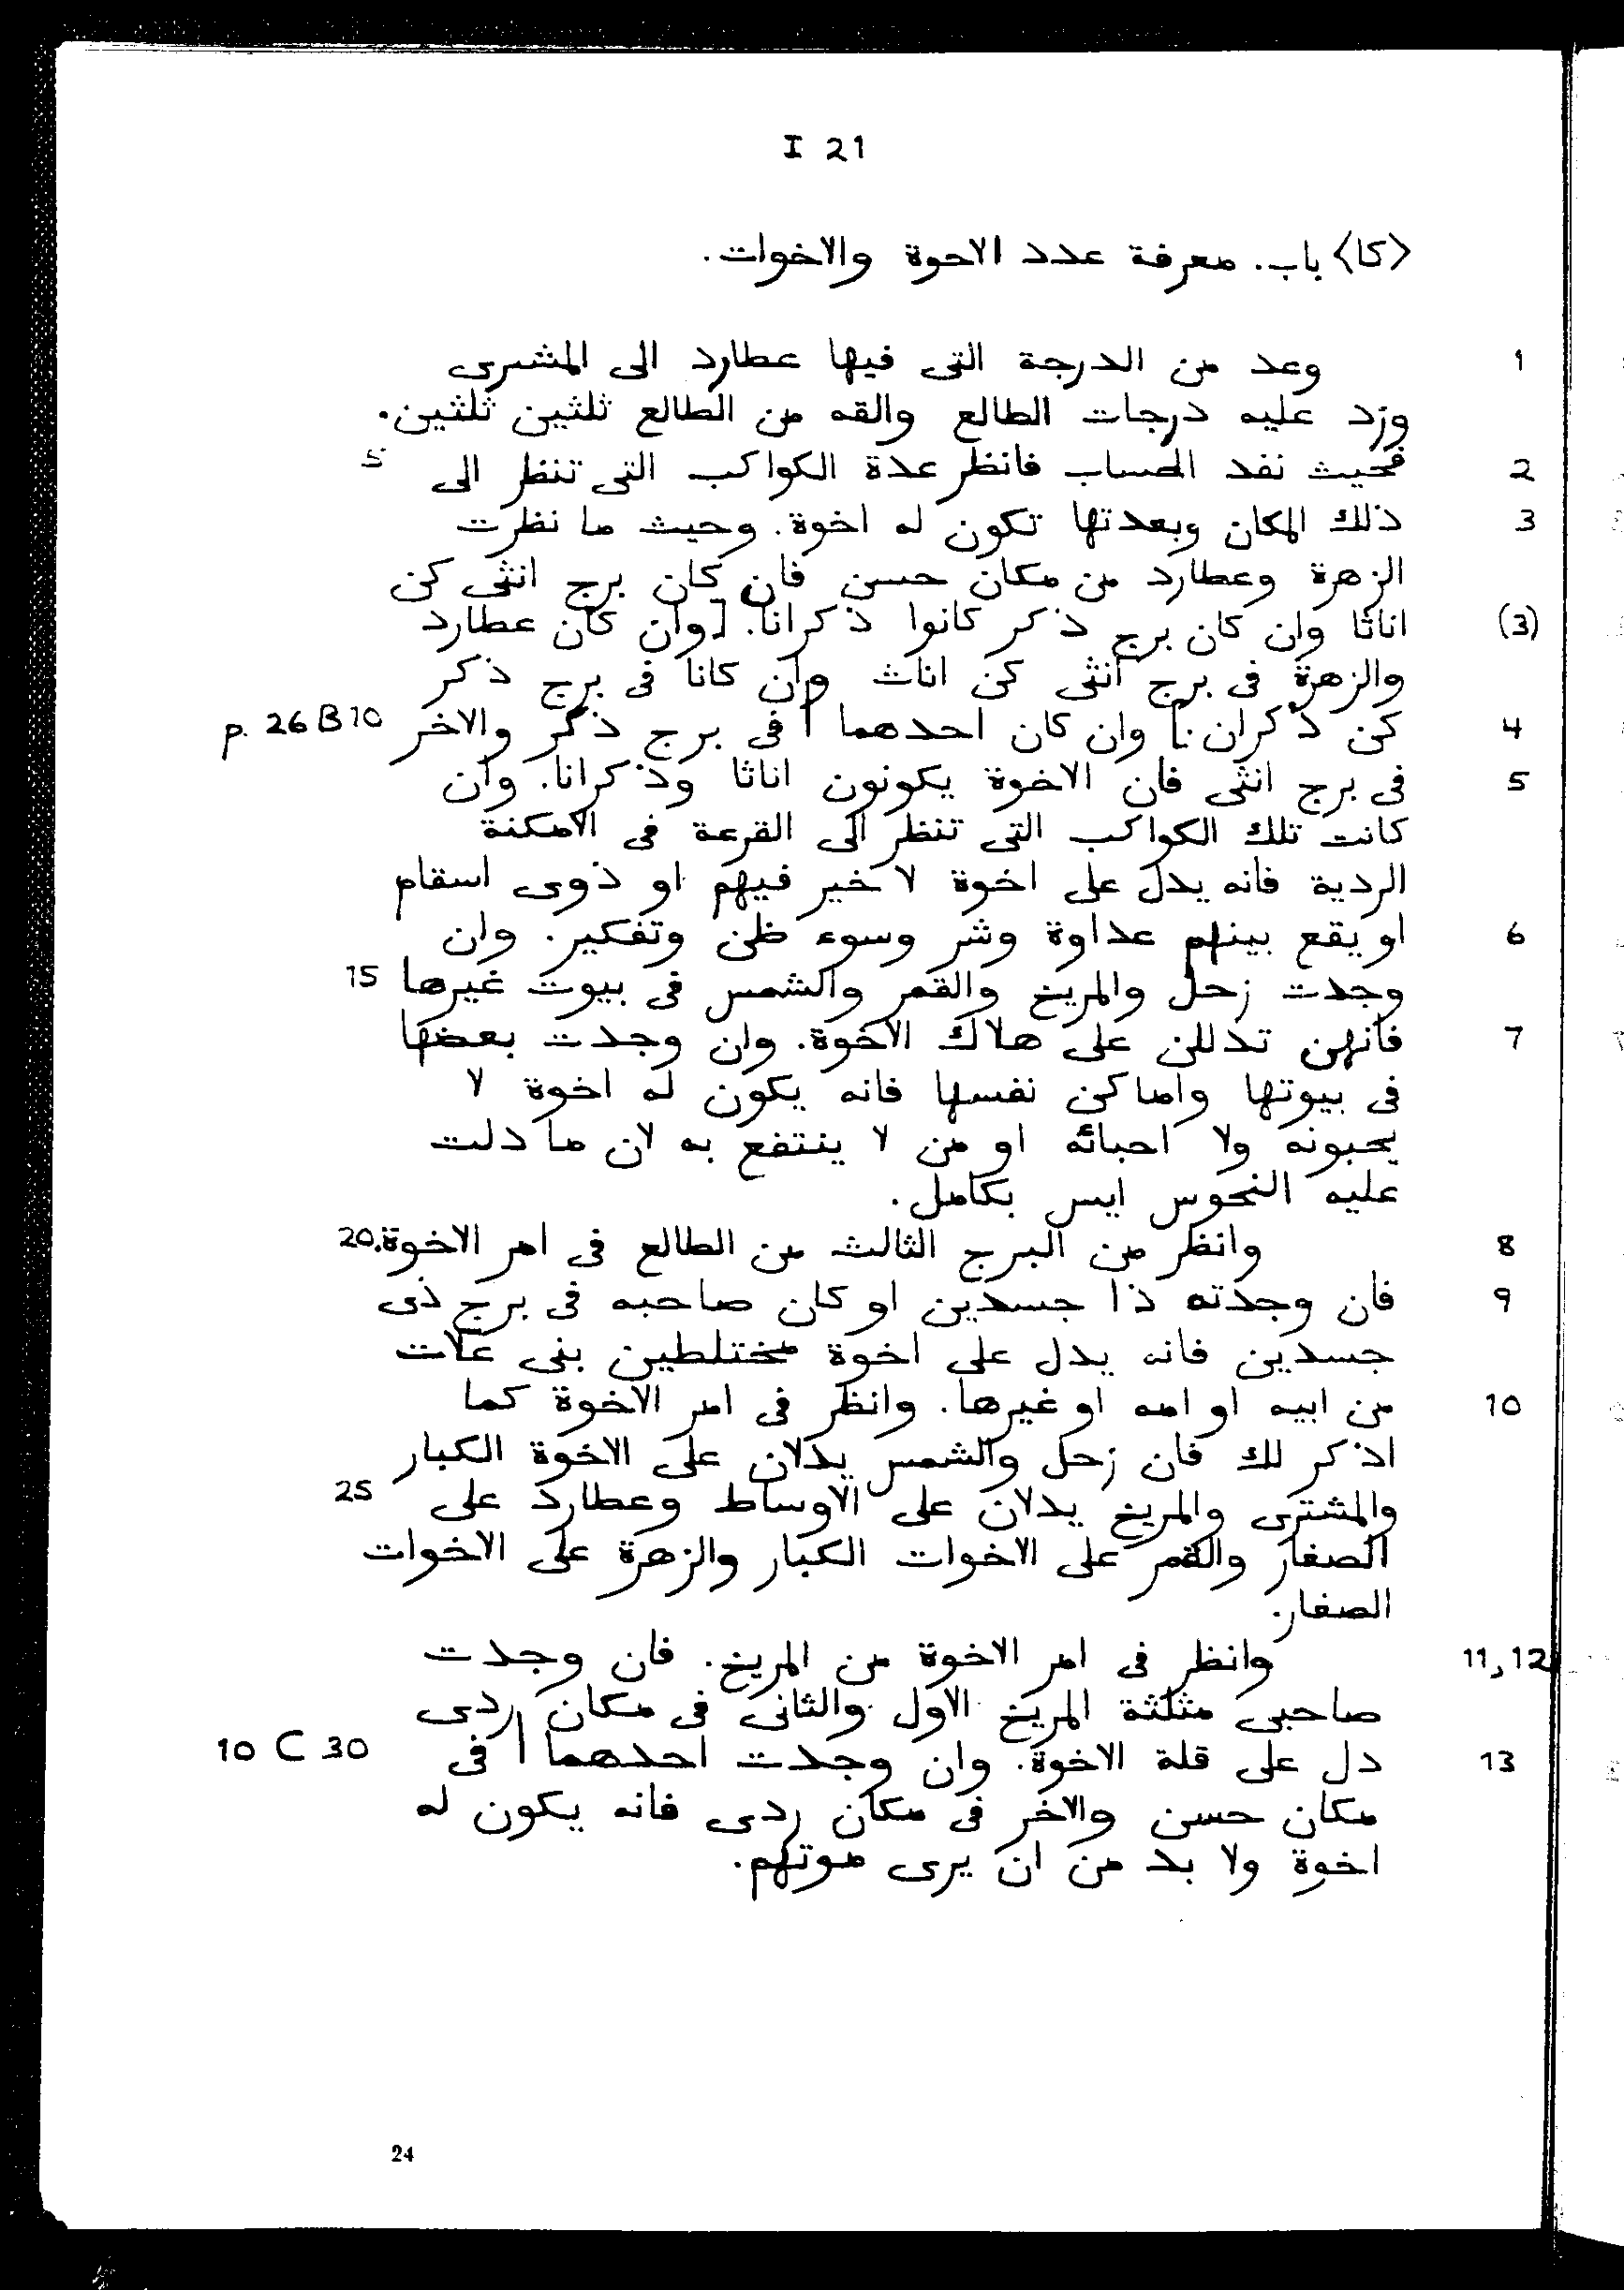 I 21
〈كا〉 باب. معرفة عدد الاحوة والاخوات.
1 وعد من الدرجة التى فيها عطارد الى المشرى
وزد عليه درجات الطالع والقه من الطالع ثلثين ثلثين.
2 فحيث نفد الحساب فانظر عدة الكواكب التى تنظر الى 5
3 ذلك المكان وبعدتها تكون له اخوة. وحيث ما نظرت
الزهرة وعطارد من مكان حسن فان كان برج انثى كن
(3) اناثا وان كان برج ذكر كانوا ذكرانا. [وان كان عطارد
والزهرة فى برج انثى كن اناث وان كانا فى برج ذكر
4 كن ذكران.] وان كان احدهما | فى برج ذكر والاخر p. 26 B 10
5 فى برج انثى فان الاخوة يكونون اناثا وذكرانا. وان
كانت تلك الكواكب التى تنظر الى القرعة فى الامكنة
الردية فانه يدل على اخوة لا خير فيهم او ذوى اسقام
6 او يقع بينهم عداوة وشر وسوء ظن وتفكير. وان
وجدت زحل والمريخ والقمر والشمس فى بيوت غيرها 15
7 فانهن تدللن على هلاك الاخوة. وان وجدت بعضها
فى بيوتها واماكن نفسها فانه يكون له اخوة لا
يحبونه ولا احبائه او من لا ينتفع به لان ما دلت
عليه النحوس ايس بكامل.
8 وانظر من البرج الثالث من الطالع فى امر الاخوة. 20
9 فان وجدته ذا جسدين او كان صاحبه فى برج ذى
جسدين فانه يدل على اخوة مختلطين بنى علات
10 من ابيه او امه او غيرها. وانظر فى امر الاخوة كما
اذكر لك فان زحل والشمس يدلان على الاخوة الكبار
والمشترى والمريخ يدلان على الاوساط وعطارد على 25
الصغار والقمر على الاخوات الكبار والزهرة على الاخوات
الصغار.
11,12 وانظر فى امر الاخوة من المريخ. فان وجدت
صاحبى مثلثة المريخ الاول والثانى فى مكان ردى
13 دل على قلة الاخوة. وان وجدت احدهما | فى 10 C 30
مكان حسن والاخر فى مكان ردى فانه يكون له
اخوة ولا بد من ان يرى موتهم.
24